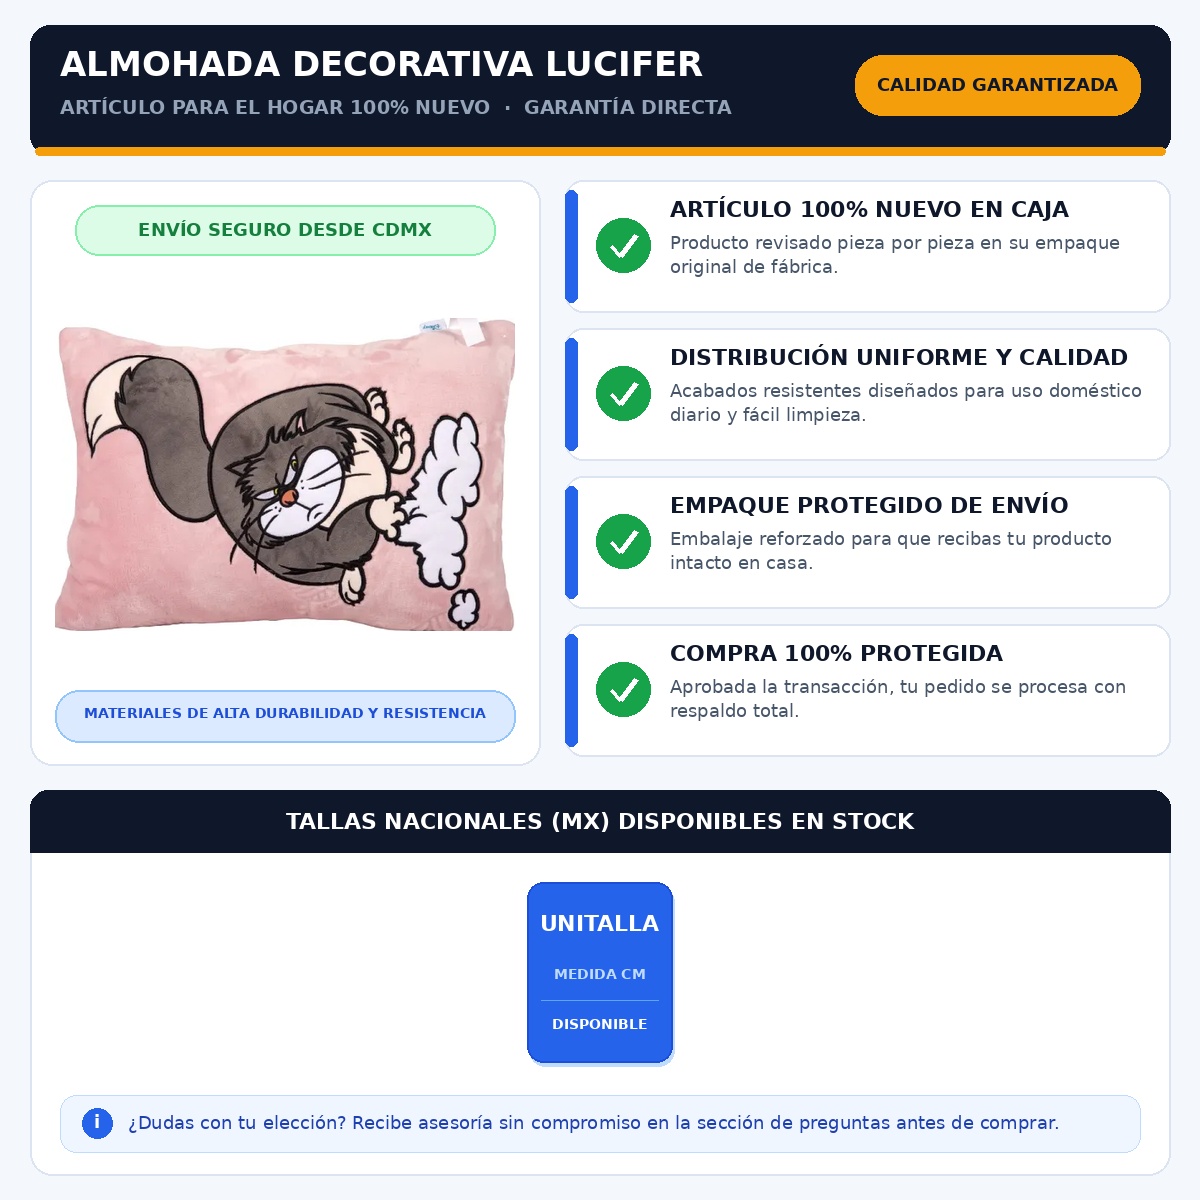 ALMOHADA DECORATIVA LUCIFER
ARTÍCULO PARA EL HOGAR 100% NUEVO · GARANTÍA DIRECTA
CALIDAD GARANTIZADA
ENVÍO SEGURO DESDE CDMX
MATERIALES DE ALTA DURABILIDAD Y RESISTENCIA
ARTÍCULO 100% NUEVO EN CAJA
Producto revisado pieza por pieza en su empaque
original de fábrica.
DISTRIBUCIÓN UNIFORME Y CALIDAD
Acabados resistentes diseñados para uso doméstico
diario y fácil limpieza.
EMPAQUE PROTEGIDO DE ENVÍO
Embalaje reforzado para que recibas tu producto
intacto en casa.
COMPRA 100% PROTEGIDA
Aprobada la transacción, tu pedido se procesa con
respaldo total.
TALLAS NACIONALES (MX) DISPONIBLES EN STOCK
UNITALLA
MEDIDA CM
DISPONIBLE
i
¿Dudas con tu elección? Recibe asesoría sin compromiso en la sección de preguntas antes de comprar.